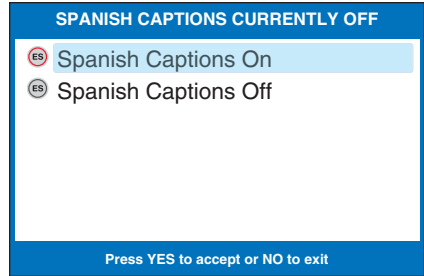 SPANISH CAPTIONS CURRENTLY OFF
ES Spanish Captions On
ES Spanish Captions Off
Press YES to accept or NO to exit